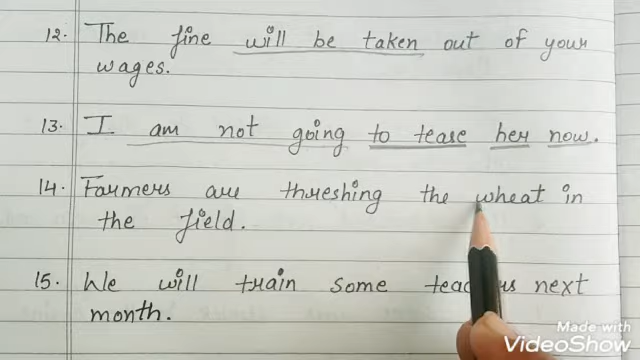 12. The fine will be taken out of your
wages.
13. I am not going to tease her now.
14. Farmers are threshing the wheat in
the field.
15. We will train some next
month.
Made with
VideoShow